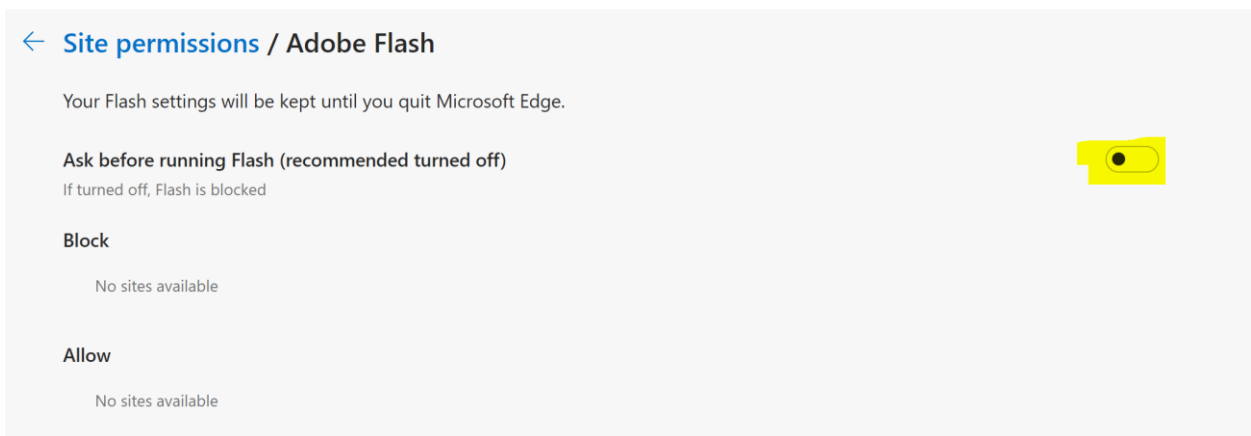 Site permissions / Adobe Flash
Your Flash settings will be kept until you quit Microsoft Edge.
Ask before running Flash (recommended turned off)
If turned off, Flash is blocked
Block
No sites available
Allow
No sites available